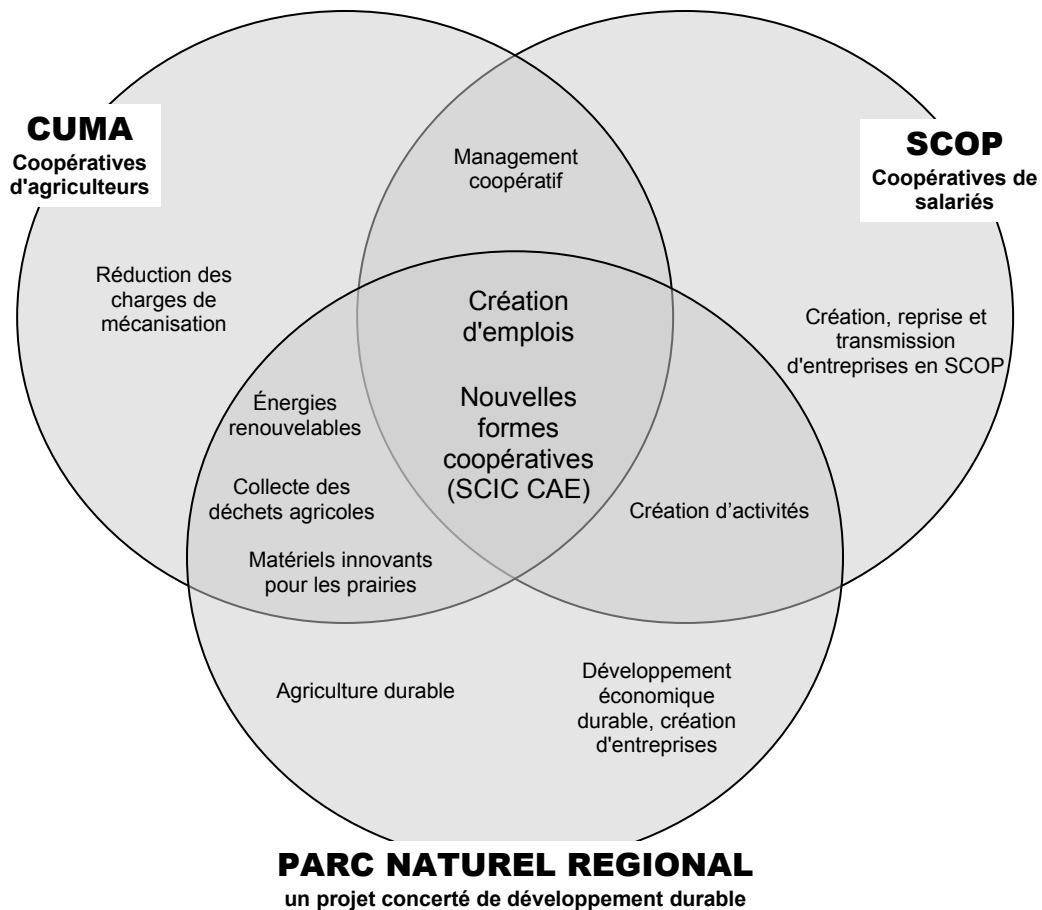 CUMA
Coopératives
d'agriculteurs
SCOP
Coopératives de
salariés
Management
coopératif
Réduction des
charges de
mécanisation
Création
d'emplois
Nouvelles
formes
coopératives
(SCIC CAE)
Création, reprise et
transmission
d'entreprises en SCOP
Énergies
renouvelables
Collecte des
déchets agricoles
Matériels innovants
pour les prairies
Création d’activités
Agriculture durable
Développement
économique
durable, création
d'entreprises
PARC NATUREL REGIONAL
un projet concerté de développement durable